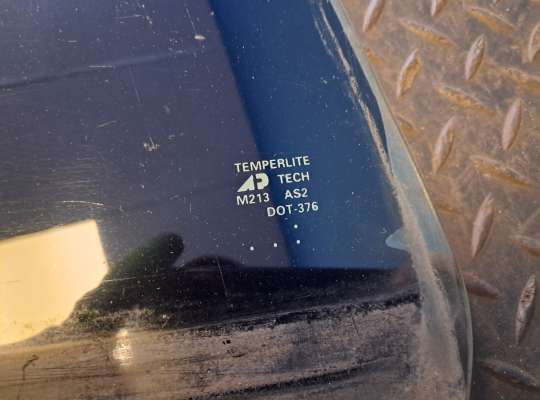 TEMPERLITE
AP TECH
M213 AS2
DOT-376